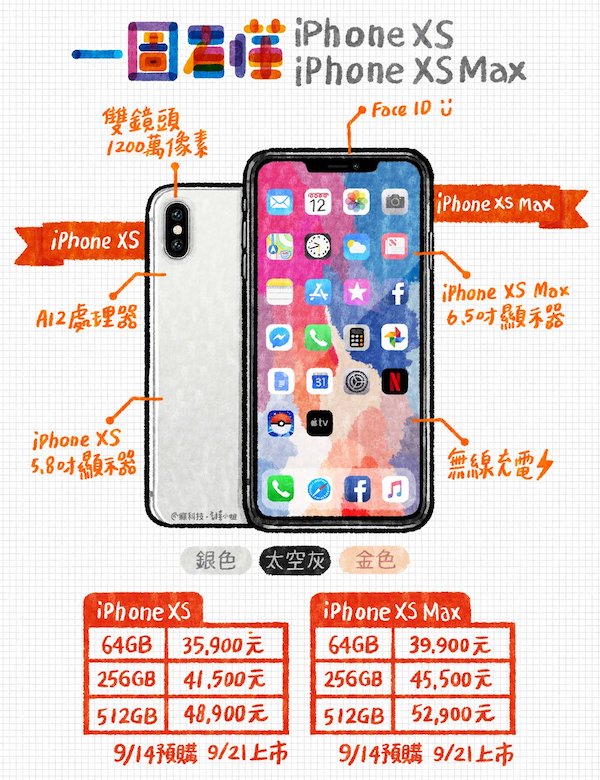 一圖看懂
iPhone XS
iPhone XS Max
Face ID
雙鏡頭
1200萬像素
iPhone XS
iPhone XS Max
12
A12處理器
iPhone XS Max
6.5吋顯示器
31
tv
iPhone XS
5.8吋顯示器
無線充電
@瘋科技
銀色
太空灰
金色
iPhone XS
64GB 35,900元
256GB 41,500元
512GB 48,900元
9/14預購 9/21上市
iPhone XS Max
64GB 39,900元
256GB 45,500元
512GB 52,900元
9/14預購 9/21上市